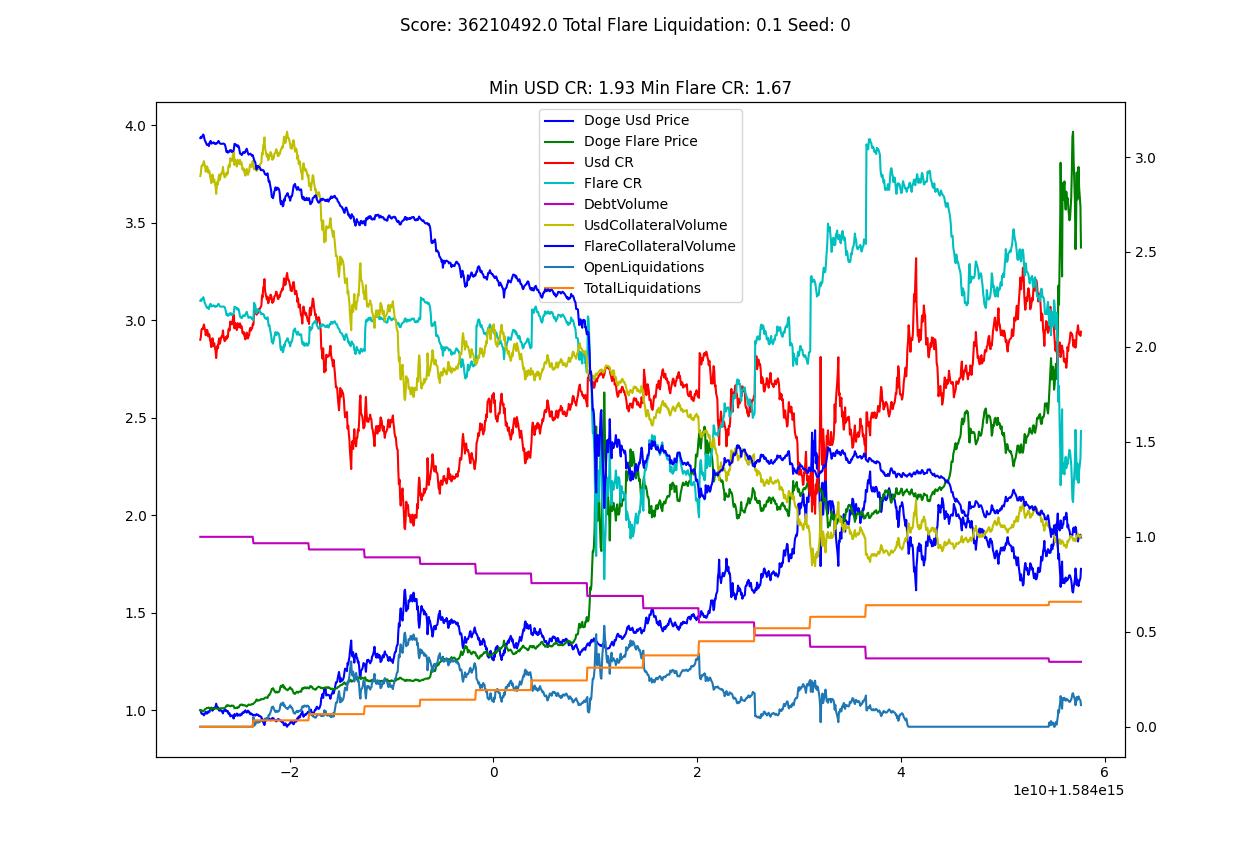 Score: 36210492.0 Total Flare Liquidation: 0.1 Seed: 0
Min USD CR: 1.93 Min Flare CR: 1.67
Doge Usd Price
Doge Flare Price
Usd CR
Flare CR
DebtVolume
UsdCollateralVolume
FlareCollateralVolume
OpenLiquidations
TotalLiquidations
4.0
3.5
3.0
2.5
2.0
1.5
1.0
3.0
2.5
2.0
1.5
1.0
0.5
0.0
−2
0
2
4
6
1e10+1.584e15